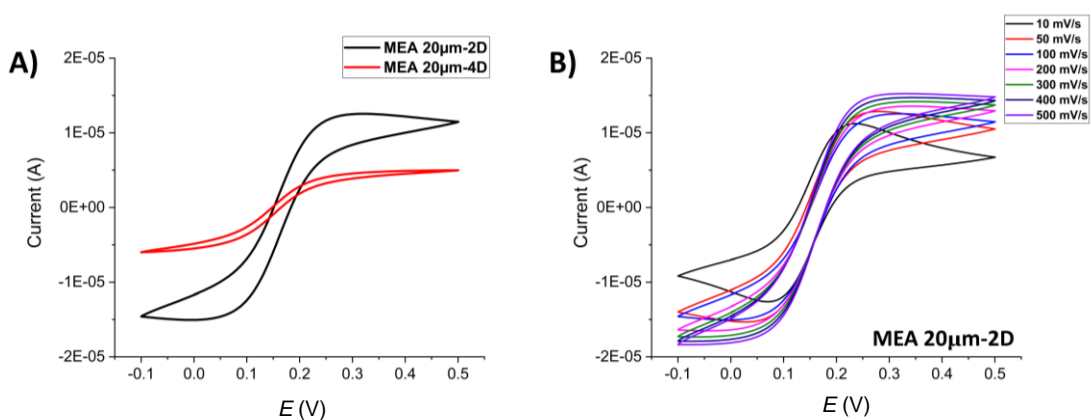 A)
MEA 20μm-2D
MEA 20μm-4D
2E-05
1E-05
0E+00
-1E-05
-2E-05
Current (A)
-0.1 0.0 0.1 0.2 0.3 0.4 0.5
E (V)
B)
10 mV/s
50 mV/s
100 mV/s
200 mV/s
300 mV/s
400 mV/s
500 mV/s
2E-05
1E-05
0E+00
-1E-05
-2E-05
Current (A)
MEA 20μm-2D
-0.1 0.0 0.1 0.2 0.3 0.4 0.5
E (V)